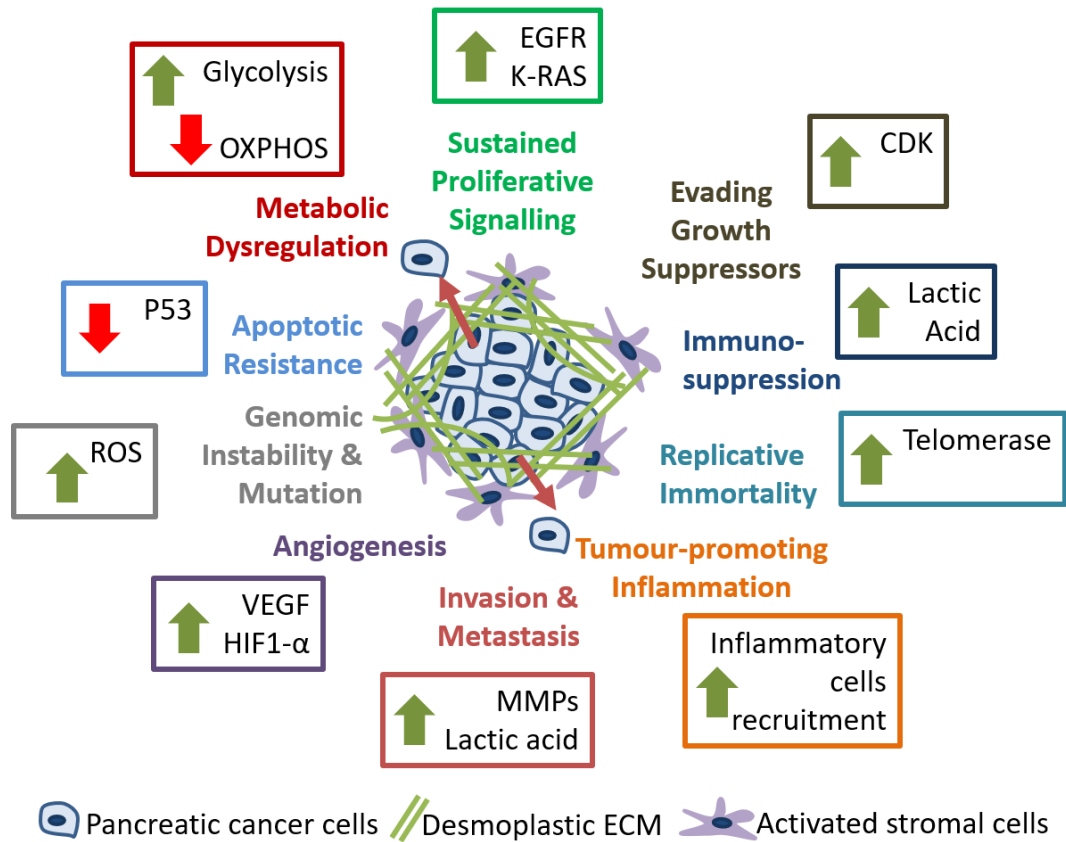 EGFR
K-RAS
Sustained
Proliferative
Signalling
Glycolysis
OXPHOS
Metabolic
Dysregulation
CDK
Evading
Growth
Suppressors
P53
Apoptotic
Resistance
Lactic
Acid
Immuno-
suppression
ROS
Genomic
Instability &
Mutation
Telomerase
Replicative
Immortality
Angiogenesis
VEGF
HIF1-α
Invasion &
Metastasis
MMPs
Lactic acid
Tumour-promoting
Inflammation
Inflammatory
cells
recruitment
Pancreatic cancer cells
Desmoplastic ECM
Activated stromal cells